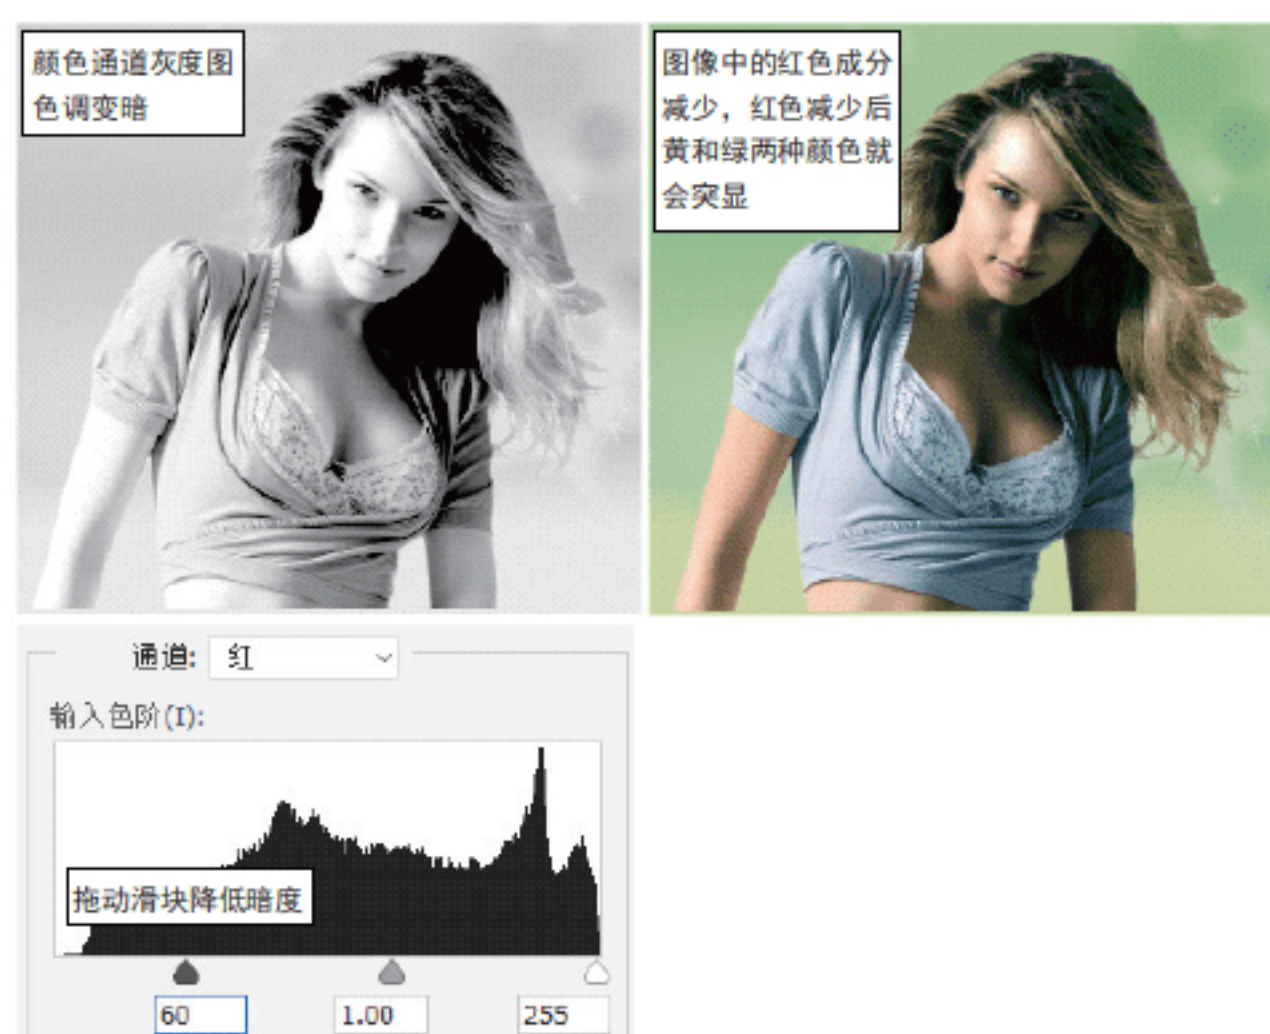 颜色通道灰度图
色调变暗
图像中的红色成分
减少，红色减少后
黄和绿两种颜色就
会突显
通道: 红
输入色阶(I):
拖动滑块降低暗度
60 1.00 255